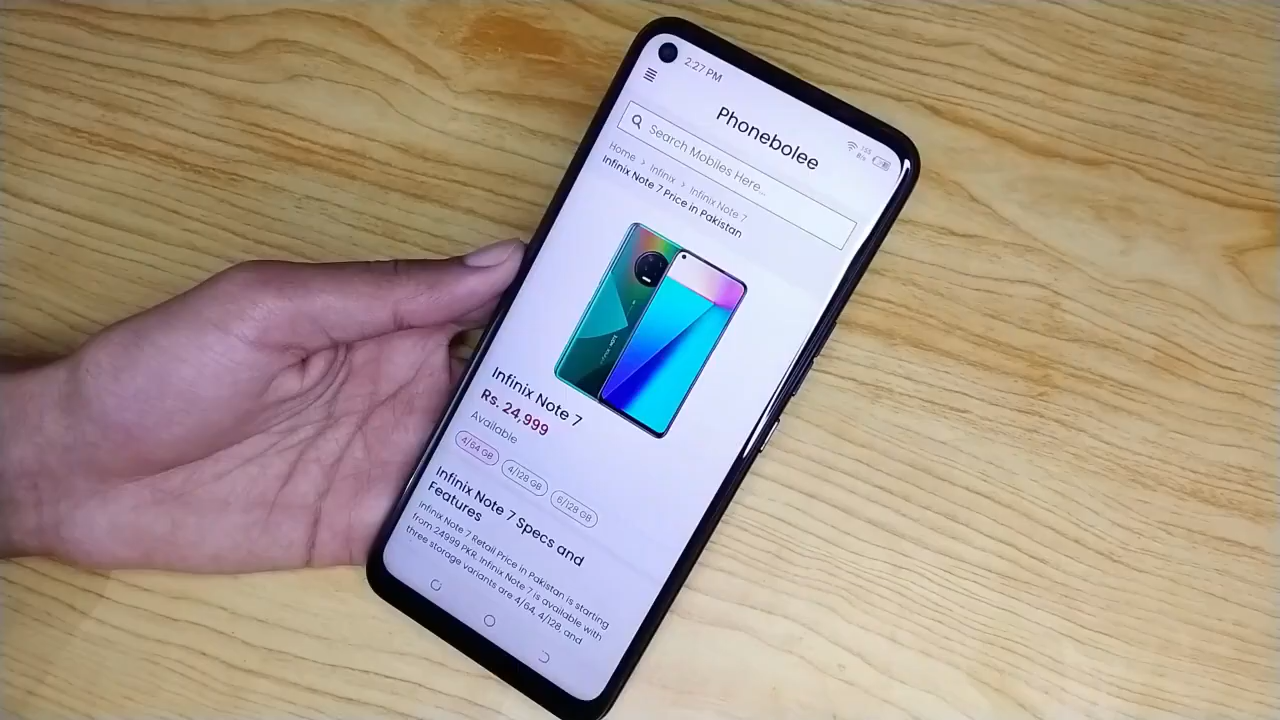 2:27 PM
Phonebolee
Search Mobiles Here...
Home > Infinix > Infinix Note 7
Infinix Note 7 Price in Pakistan
Infinix Note 7
Rs. 24,999
Available
4/64 GB 4/128 GB 6/128 GB
Infinix Note 7 Specs and
Features
Infinix Note 7 Retail Price in Pakistan is starting
from 24999 PKR. Infinix Note 7 is available with
three storage variants are 4/64, 4/128, and